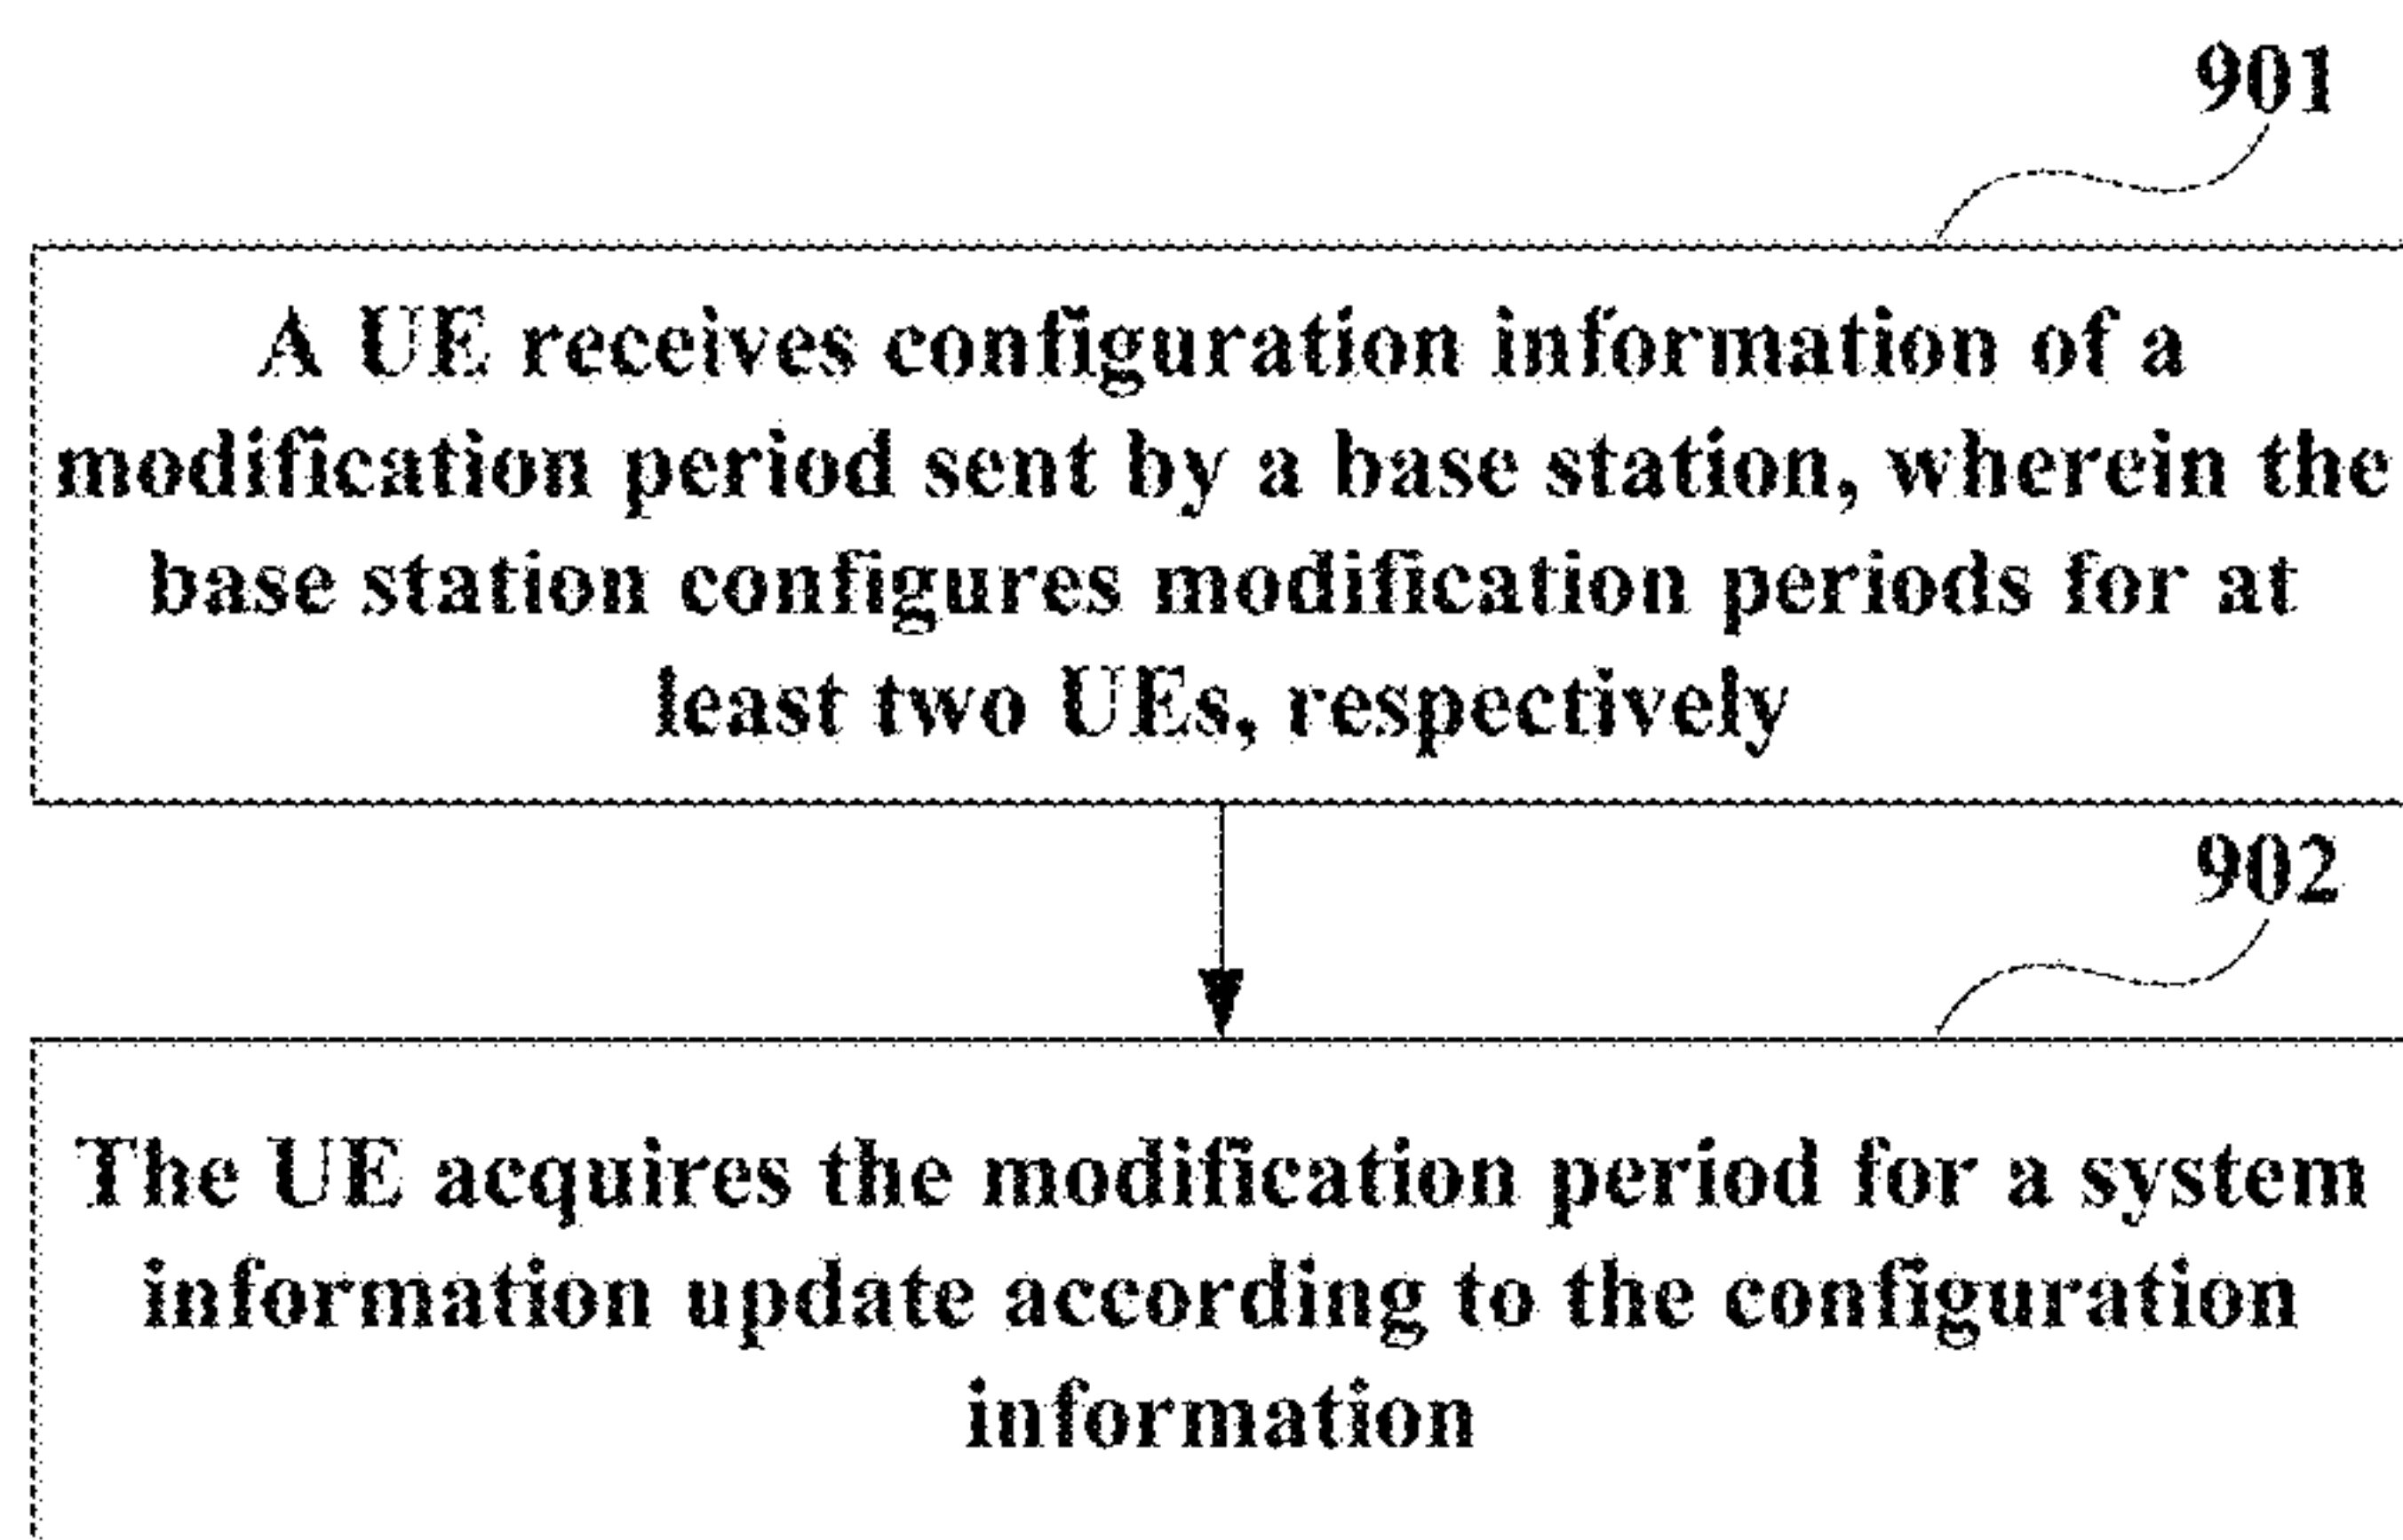 901
A UE receives configuration information of a
modification period sent by a base station, wherein the
base station configures modification periods for at
least two UEs, respectively
902
The UE acquires the modification period for a system
information update according to the configuration
information